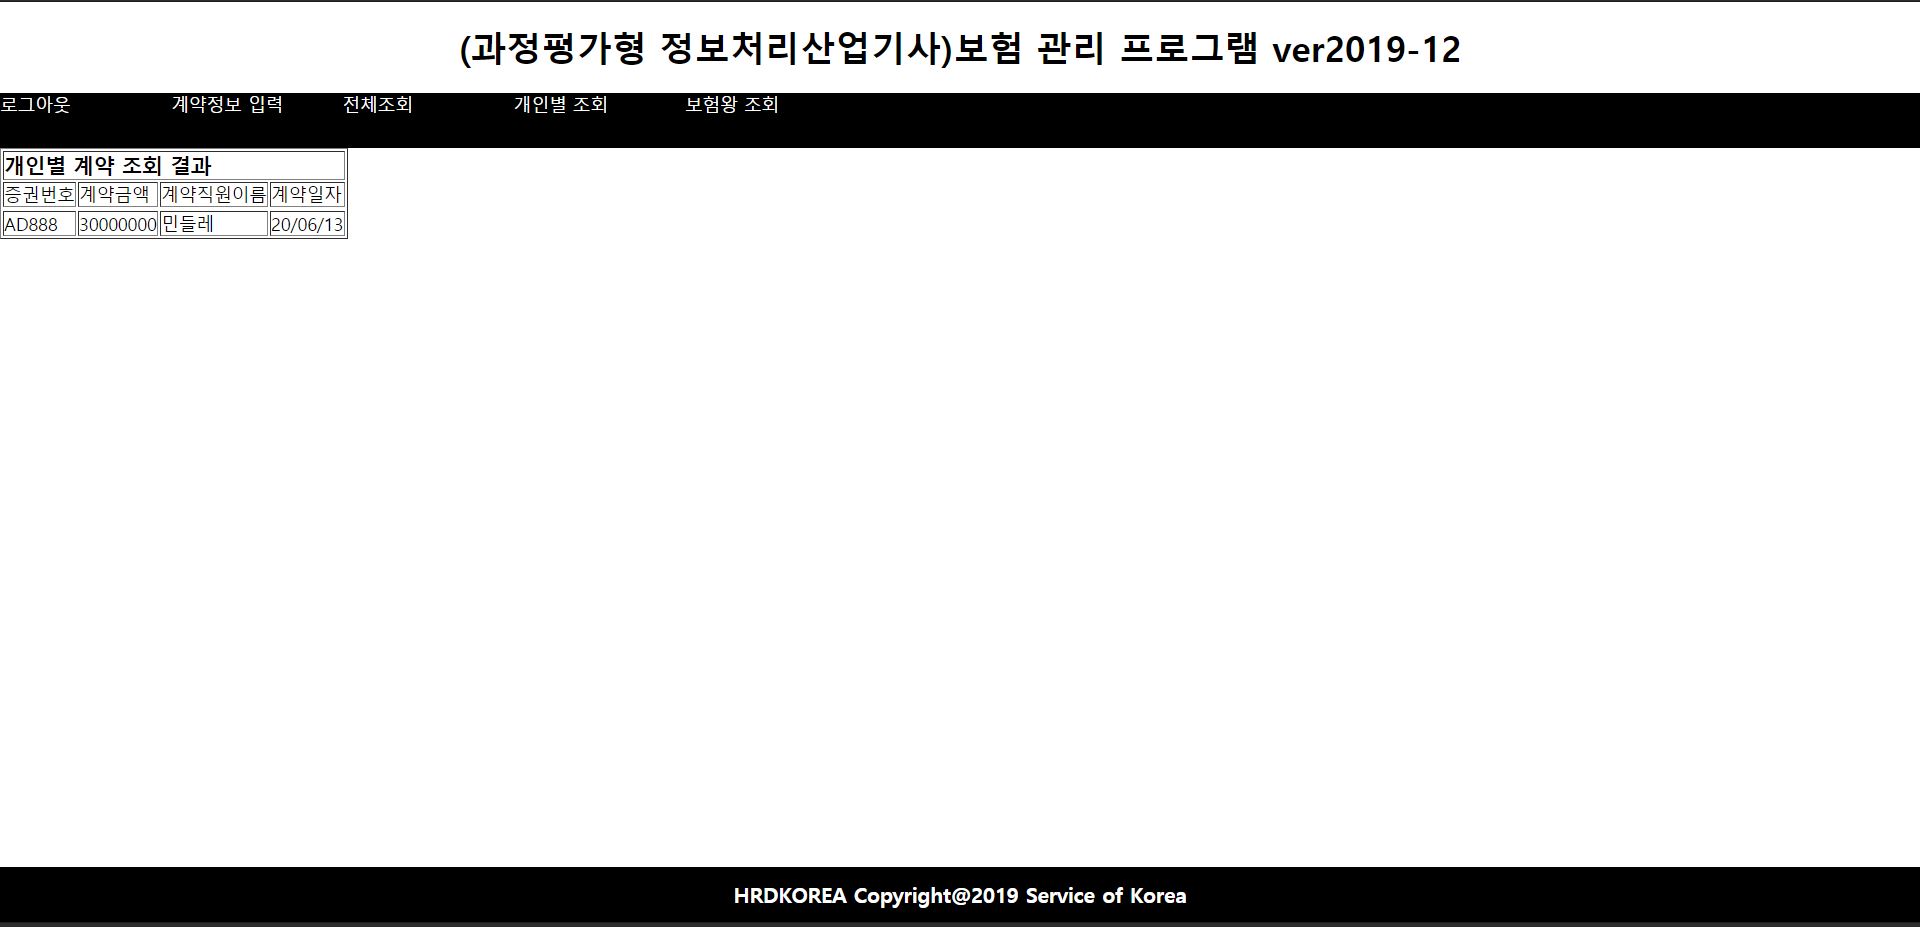 (과정평가형 정보처리산업기사)보험 관리 프로그램 ver2019-12
로그아웃 계약정보 입력 전체조회 개인별 조회 보험왕 조회
개인별 계약 조회 결과
증권번호 계약금액 계약직원이름 계약일자
AD888 30000000 민들레 20/06/13
HRDKOREA Copyright@2019 Service of Korea